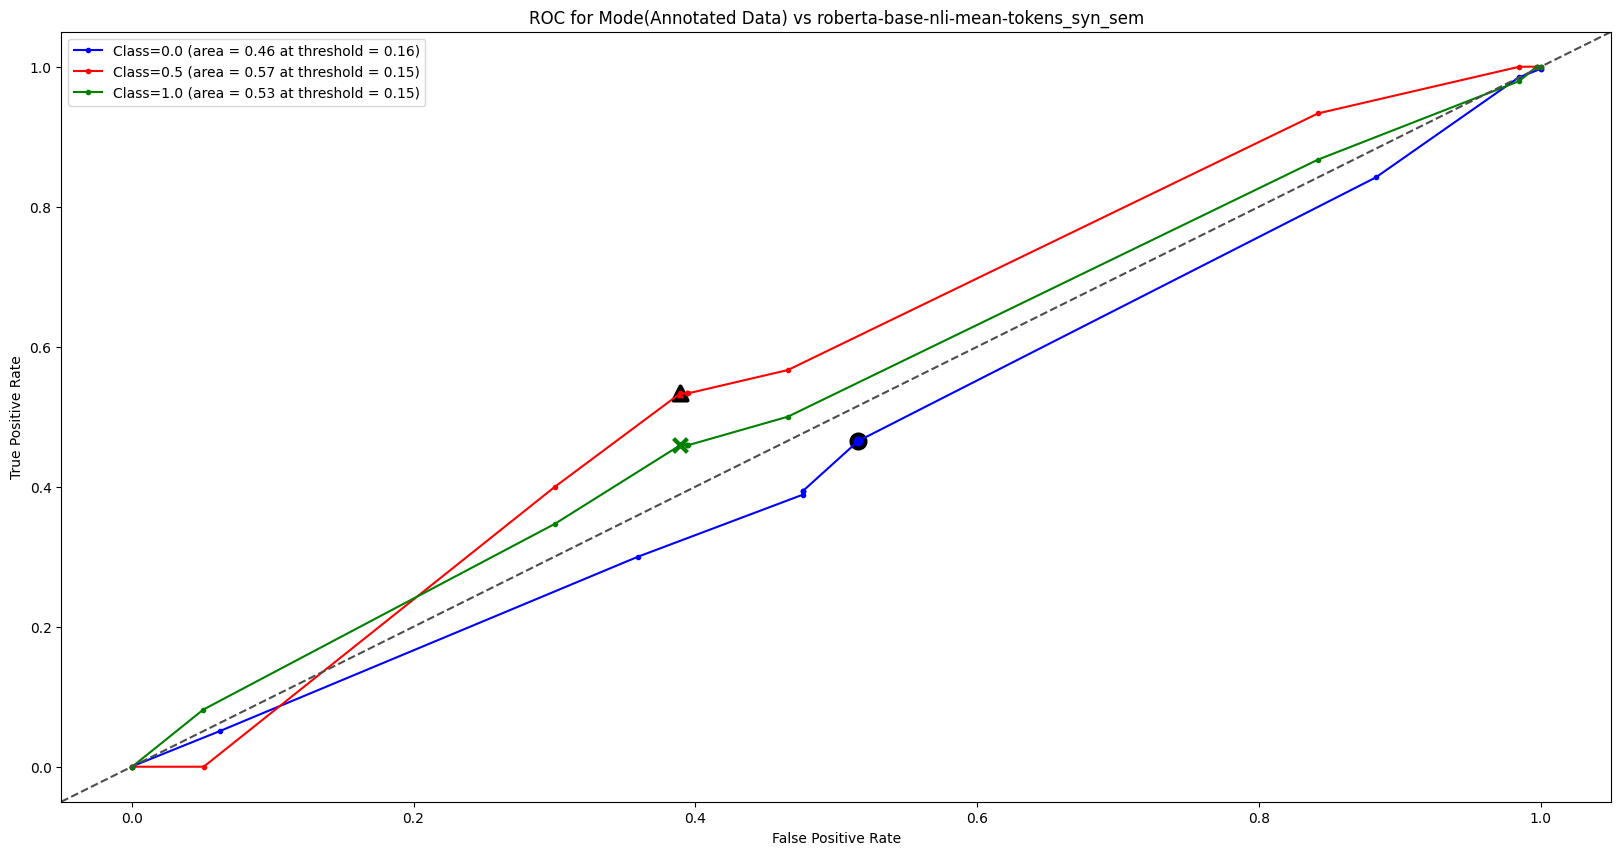 ROC for Mode(Annotated Data) vs roberta-base-nli-mean-tokens_syn_sem
Class=0.0 (area = 0.46 at threshold = 0.16)
Class=0.5 (area = 0.57 at threshold = 0.15)
Class=1.0 (area = 0.53 at threshold = 0.15)
True Positive Rate
1.0
0.8
0.6
0.4
0.2
0.0
0.0 0.2 0.4 0.6 0.8 1.0
False Positive Rate